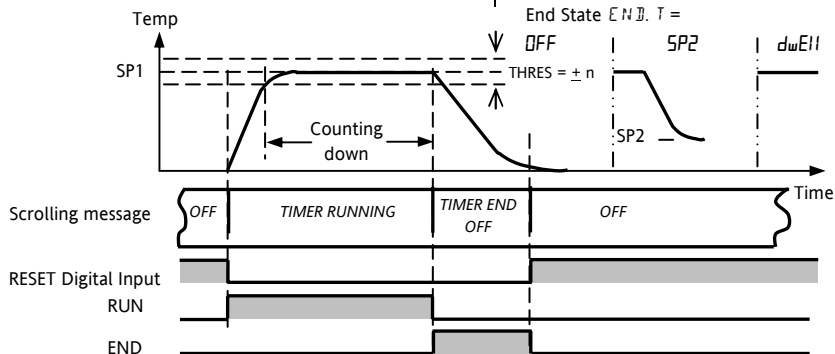 Temp
End State END. T =
OFF
SP2
dwEll
SP1
THRES = ± n
Counting
down
SP2
Time
Scrolling message
OFF
TIMER RUNNING
TIMER END
OFF
OFF
RESET Digital Input
RUN
END